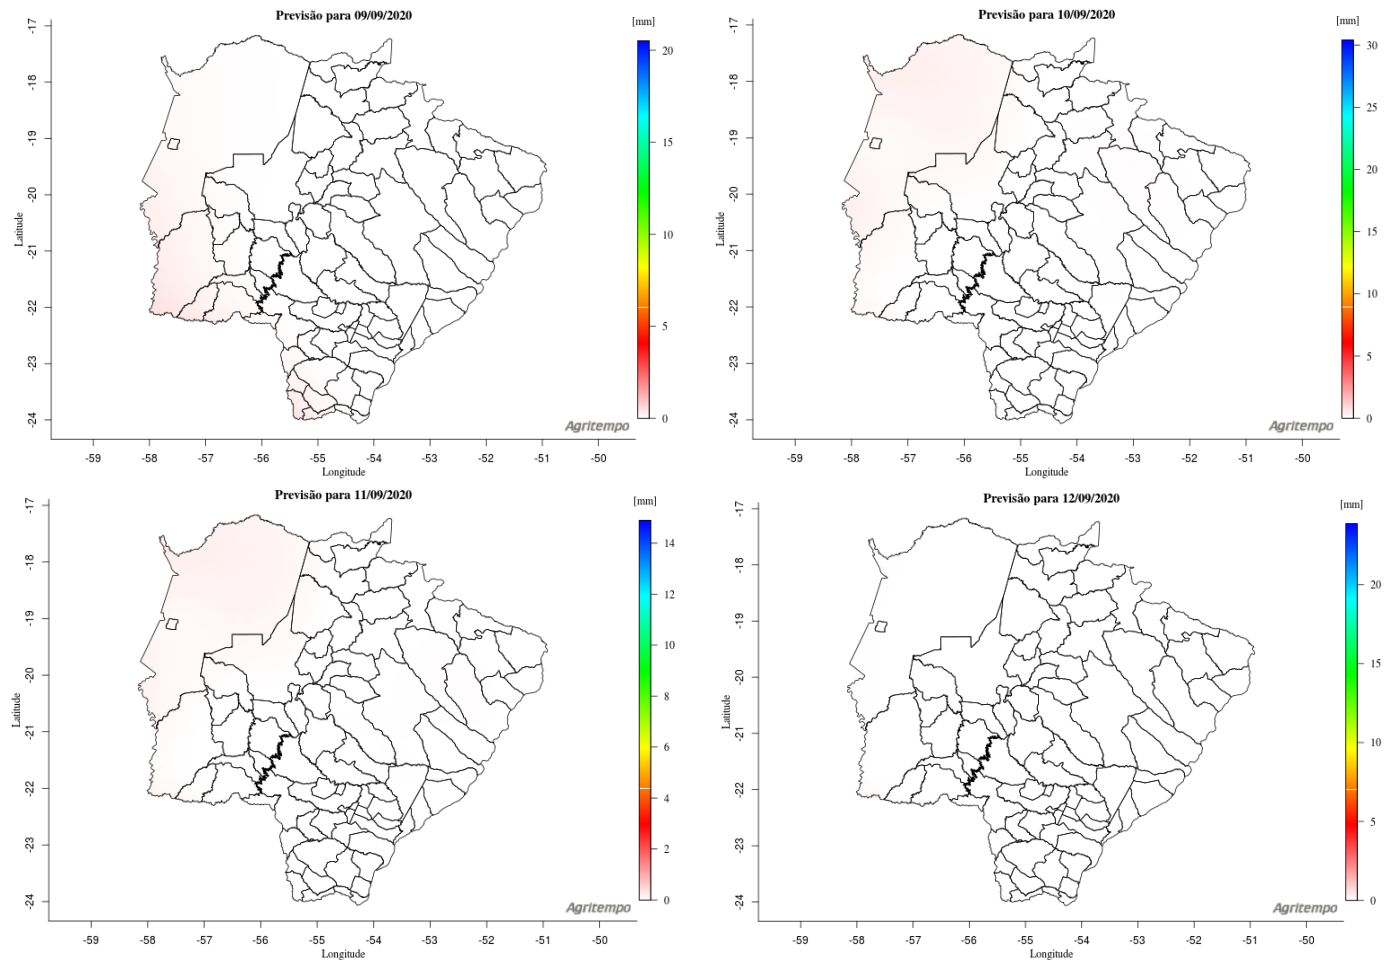 Previsão para 09/09/2020
[mm]
-17
-18
-19
-20
-21
-22
-23
-24
Latitude
20
15
10
5
0
Agritempo
-59 -58 -57 -56 -55 -54 -53 -52 -51 -50
Longitude
Previsão para 10/09/2020
[mm]
-17
-18
-19
-20
-21
-22
-23
-24
Latitude
30
25
20
15
10
5
0
Agritempo
-59 -58 -57 -56 -55 -54 -53 -52 -51 -50
Longitude
Previsão para 11/09/2020
[mm]
-17
-18
-19
-20
-21
-22
-23
-24
Latitude
14
12
10
8
6
4
2
0
Agritempo
-59 -58 -57 -56 -55 -54 -53 -52 -51 -50
Longitude
Previsão para 12/09/2020
[mm]
-17
-18
-19
-20
-21
-22
-23
-24
Latitude
20
15
10
5
0
Agritempo
-59 -58 -57 -56 -55 -54 -53 -52 -51 -50
Longitude